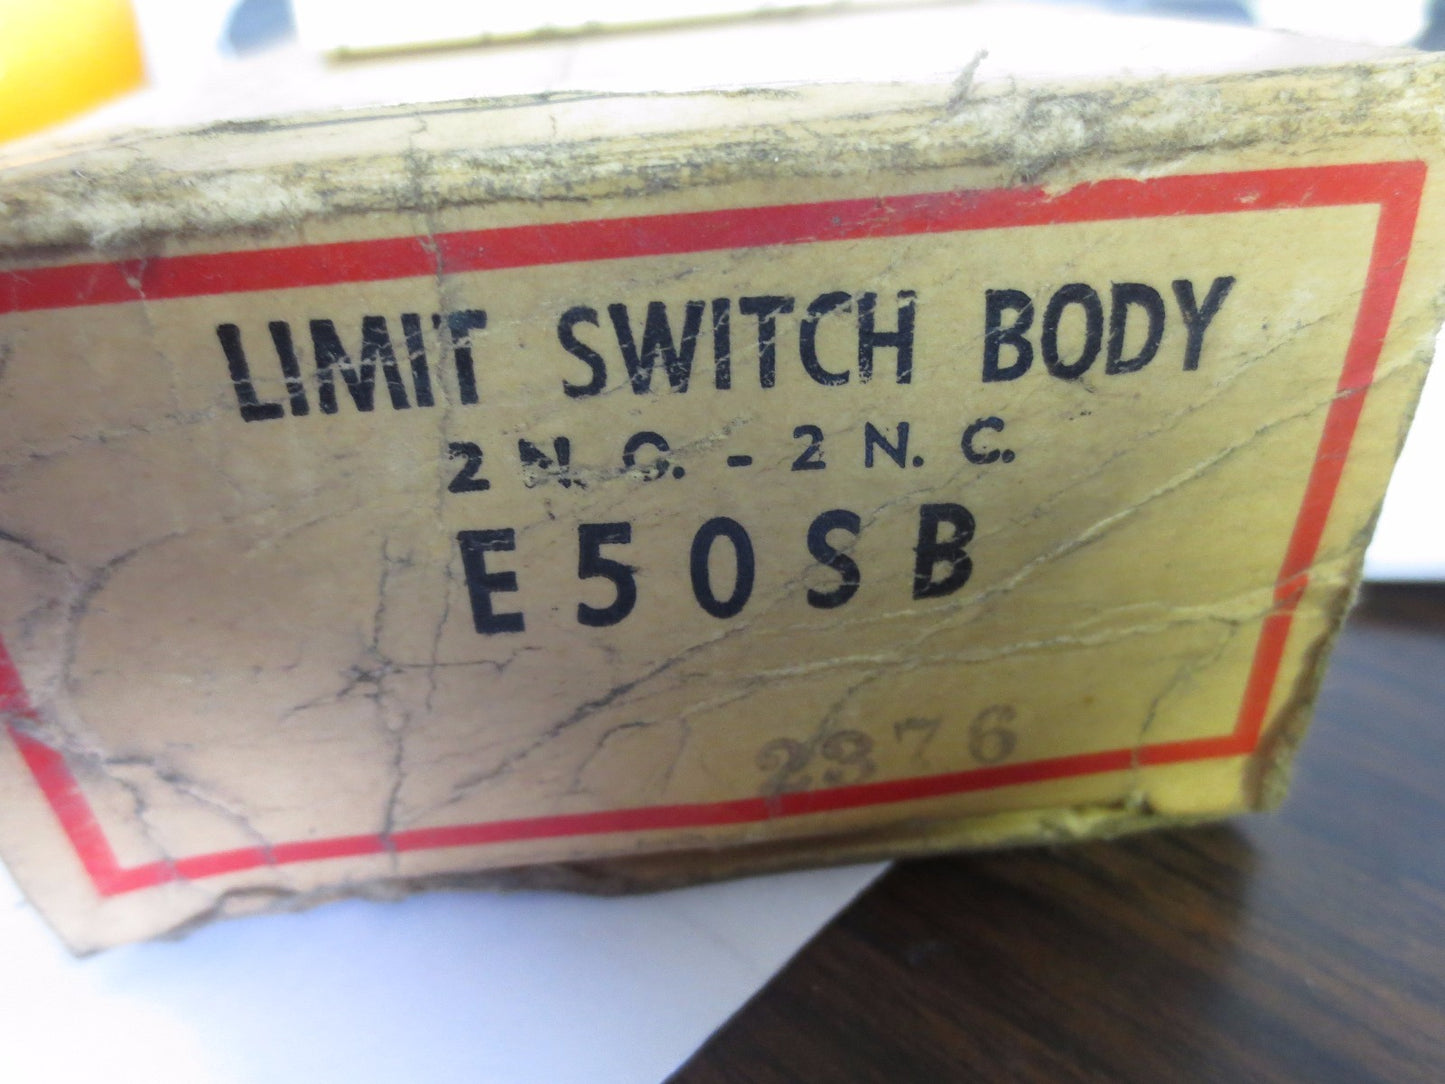 LIMIT SWITCH BODY
2 N.O. - 2 N.C.
E50SB
2376